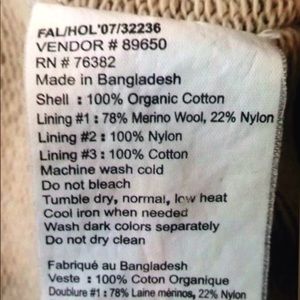 FAL/HOL'07/32236
VENDOR # 89650
RN # 76382
Made in Bangladesh
Shell : 100% Organic Cotton
Lining #1 : 78% Merino Wool, 22% Nylon
Lining #2 : 100% Nylon
Lining #3 : 100% Cotton
Machine wash cold
Do not bleach
Tumble dry, normal, low heat
Cool iron when needed
Wash dark colors separately
Do not dry clean
Fabriqué au Bangladesh
Veste : 100% Coton Organique
Doublure #1 : 78% Laine mérinos, 22% Nylon